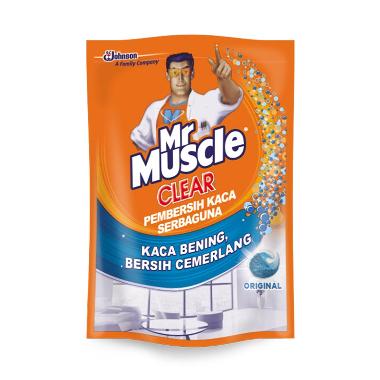 SC Johnson
A Family Company
Mr
Muscle
CLEAR
PEMBERSIH KACA
SERBAGUNA
KACA BENING,
BERSIH CEMERLANG
ORIGINAL